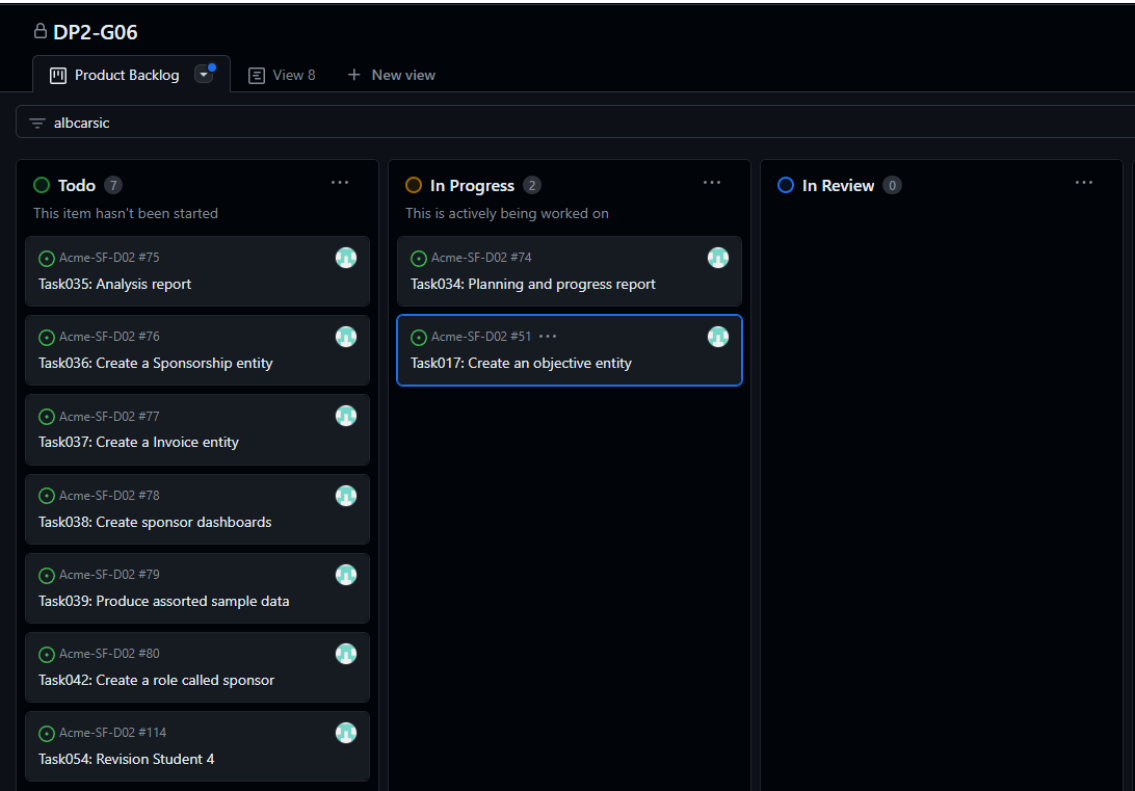 DP2-G06
Product Backlog
View 8
New view
albcarsic
Todo 7
This item hasn't been started
Acme-SF-D02 #75
Task035: Analysis report
Acme-SF-D02 #76
Task036: Create a Sponsorship entity
Acme-SF-D02 #77
Task037: Create a Invoice entity
Acme-SF-D02 #78
Task038: Create sponsor dashboards
Acme-SF-D02 #79
Task039: Produce assorted sample data
Acme-SF-D02 #80
Task042: Create a role called sponsor
Acme-SF-D02 #114
Task054: Revision Student 4
In Progress 2
This is actively being worked on
Acme-SF-D02 #74
Task034: Planning and progress report
Acme-SF-D02 #51
Task017: Create an objective entity
In Review 0